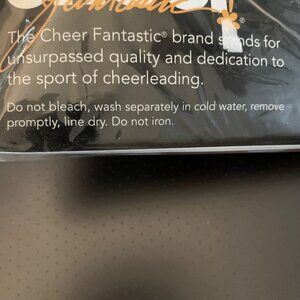 The Cheer Fantastic® brand stands for
unsurpassed quality and dedication to
the sport of cheerleading.
Do not bleach, wash separately in cold water, remove
promptly, line dry. Do not iron.